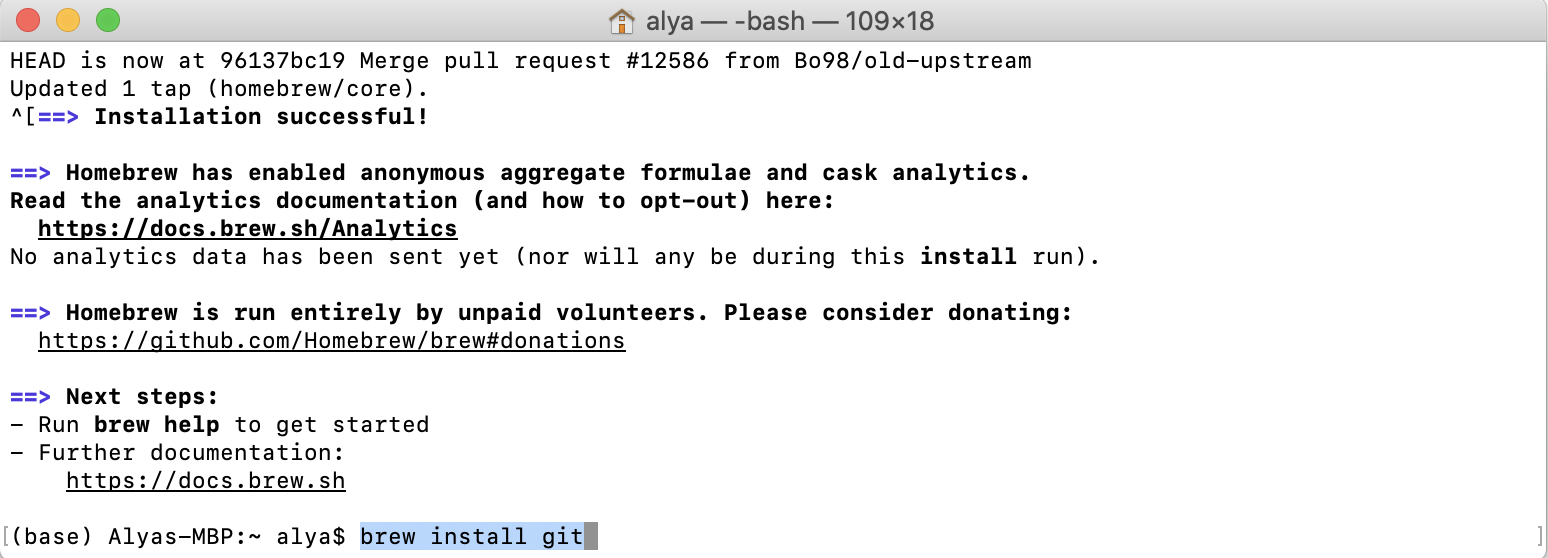 alya — -bash — 109×18
HEAD is now at 96137bc19 Merge pull request #12586 from Bo98/old-upstream
Updated 1 tap (homebrew/core).
^[==> Installation successful!
==> Homebrew has enabled anonymous aggregate formulae and cask analytics.
Read the analytics documentation (and how to opt-out) here:
  https://docs.brew.sh/Analytics
No analytics data has been sent yet (nor will any be during this install run).
==> Homebrew is run entirely by unpaid volunteers. Please consider donating:
  https://github.com/Homebrew/brew#donations
==> Next steps:
- Run brew help to get started
- Further documentation:
    https://docs.brew.sh
[(base) Alyas-MBP:~ alya$ brew install git ]